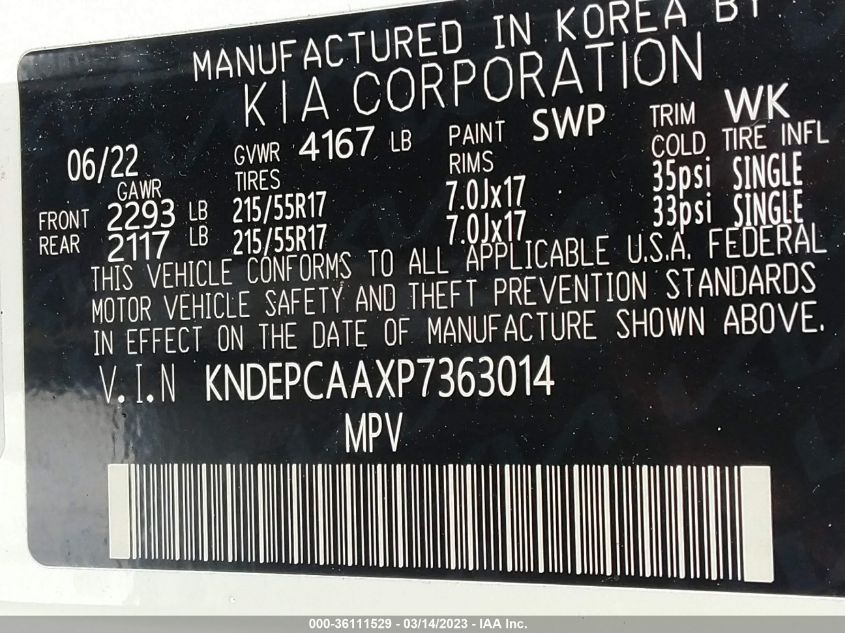 MANUFACTURED IN KOREA BY
KIA CORPORATION
06/22 GVWR 4167 LB PAINT SWP TRIM WK
GAWR TIRES RIMS COLD TIRE INFL
FRONT 2293 LB 215/55R17 7.0Jx17 35psi SINGLE
REAR 2117 LB 215/55R17 7.0Jx17 33psi SINGLE
THIS VEHICLE CONFORMS TO ALL APPLICABLE U.S.A. FEDERAL
MOTOR VEHICLE SAFETY AND THEFT PREVENTION STANDARDS
IN EFFECT ON THE DATE OF MANUFACTURE SHOWN ABOVE.
V.I.N KNDEPCAAXP7363014
MPV
000-36111529 - 03/14/2023 - IAA Inc.